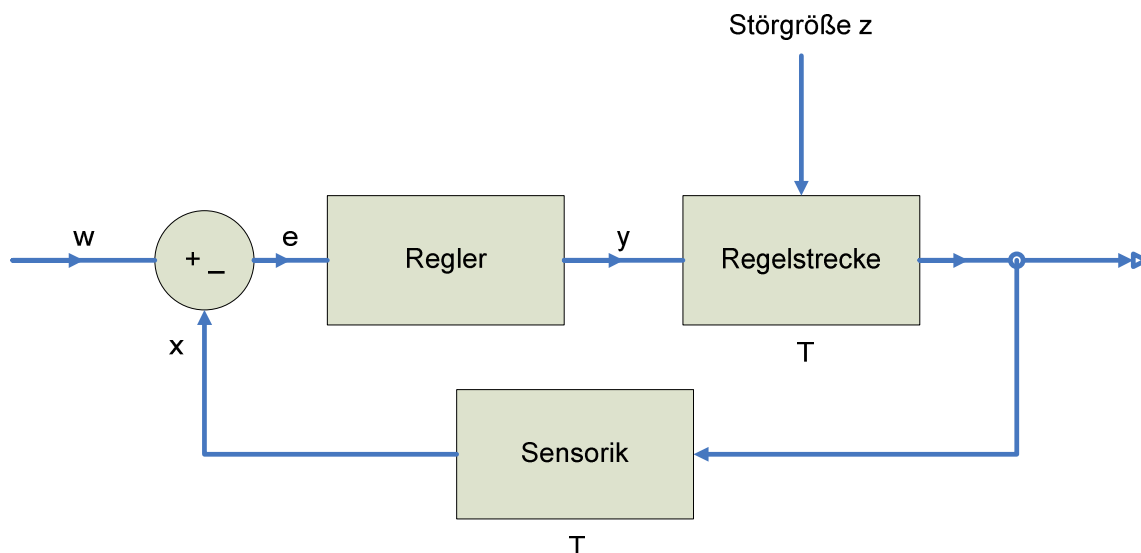 Störgröße z
w
+
–
e
Regler
y
Regelstrecke
x
T
Sensorik
T